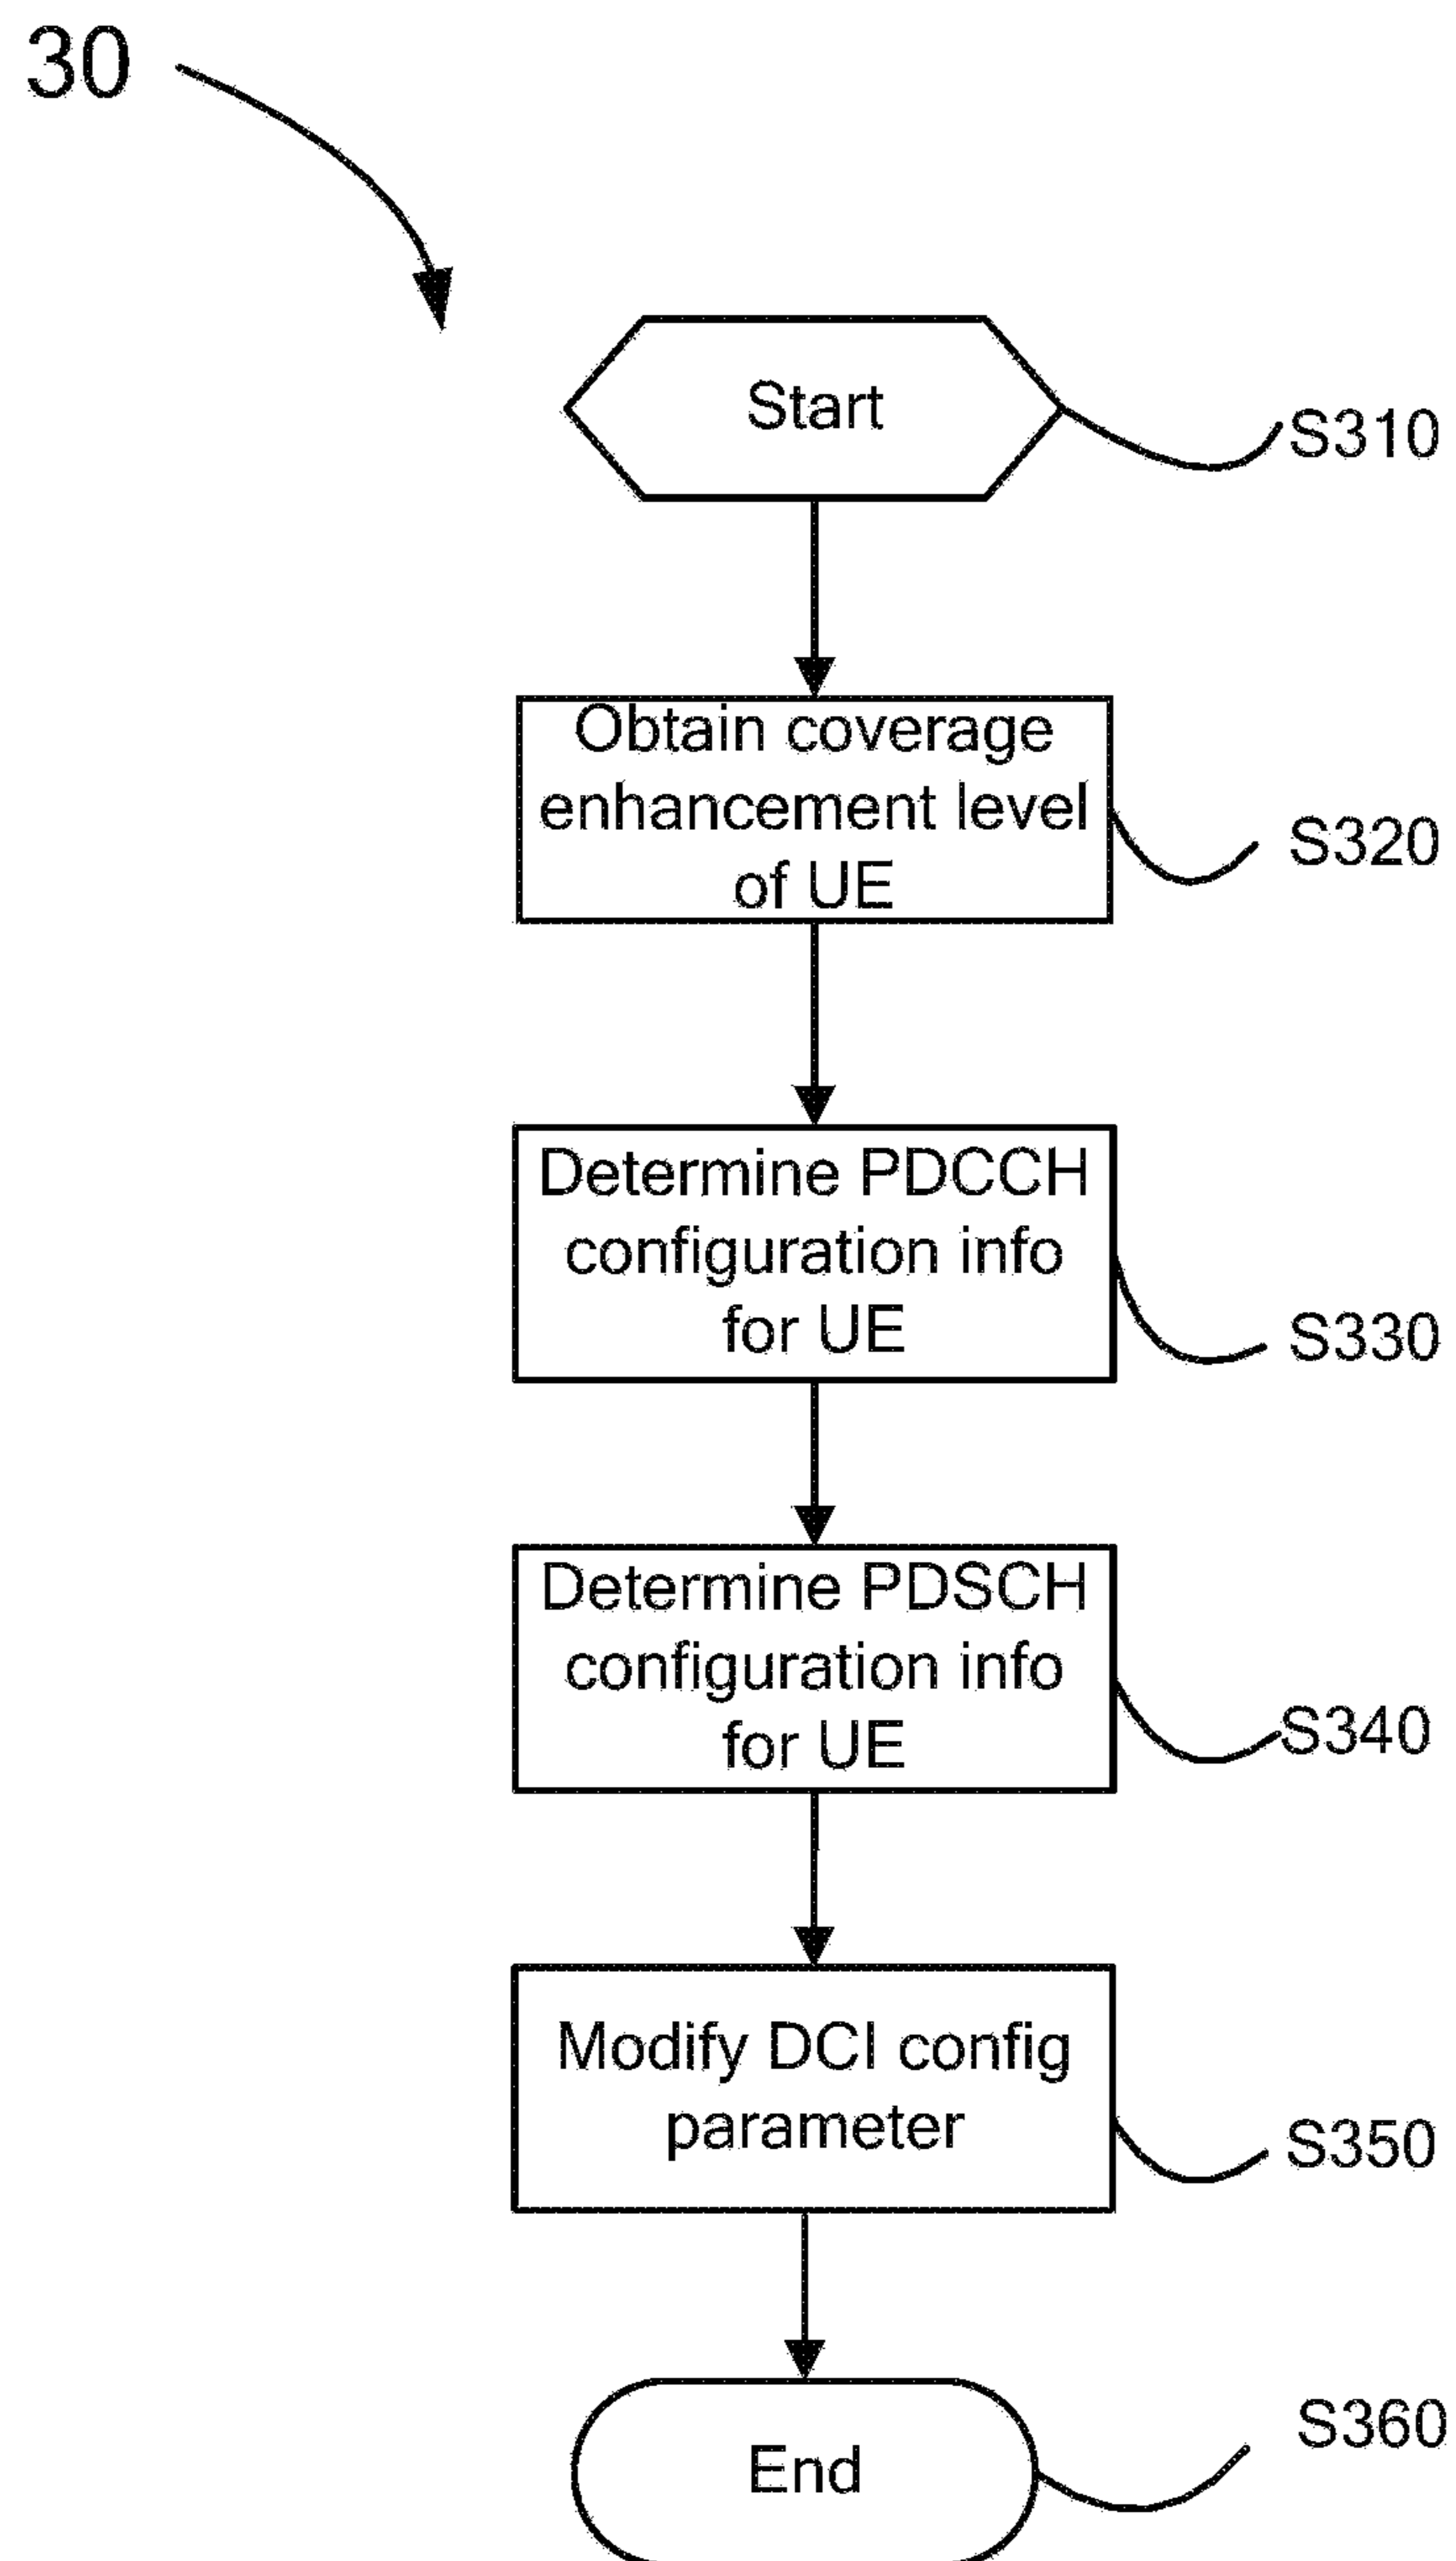 30
Start
S310
Obtain coverage
enhancement level
of UE
S320
Determine PDCCH
configuration info
for UE
S330
Determine PDSCH
configuration info
for UE
S340
Modify DCI config
parameter
S350
End
S360